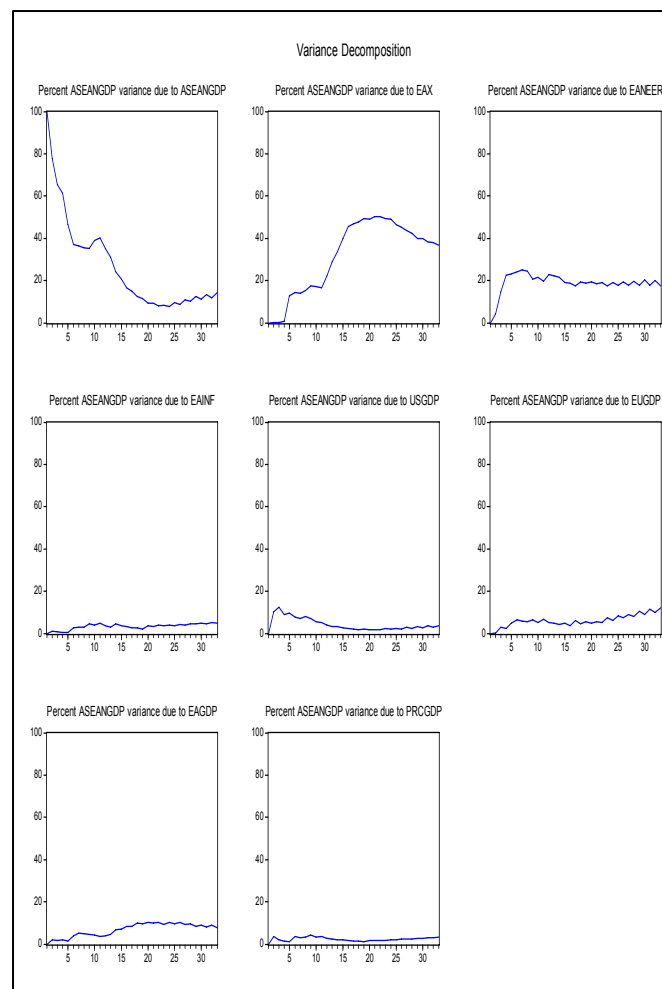 Variance Decomposition
Percent ASEANGDP variance due to ASEANGDP
Percent ASEANGDP variance due to EAX
Percent ASEANGDP variance due to EANEER
100
80
60
40
20
0
5 10 15 20 25 30
100
80
60
40
20
0
5 10 15 20 25 30
100
80
60
40
20
0
5 10 15 20 25 30
Percent ASEANGDP variance due to EAINF
Percent ASEANGDP variance due to USGDP
Percent ASEANGDP variance due to EUGDP
100
80
60
40
20
0
5 10 15 20 25 30
100
80
60
40
20
0
5 10 15 20 25 30
100
80
60
40
20
0
5 10 15 20 25 30
Percent ASEANGDP variance due to EAGDP
Percent ASEANGDP variance due to PRCGDP
100
80
60
40
20
0
5 10 15 20 25 30
100
80
60
40
20
0
5 10 15 20 25 30